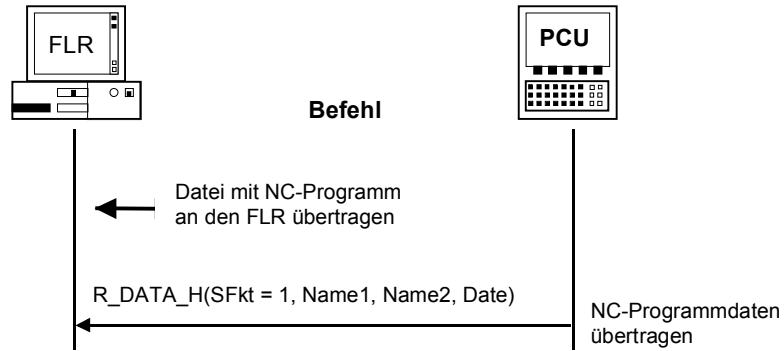 FLR
PCU
Befehl
Datei mit NC-Programm
an den FLR übertragen
R_DATA_H(SFkt = 1, Name1, Name2, Date)
NC-Programmdaten
übertragen